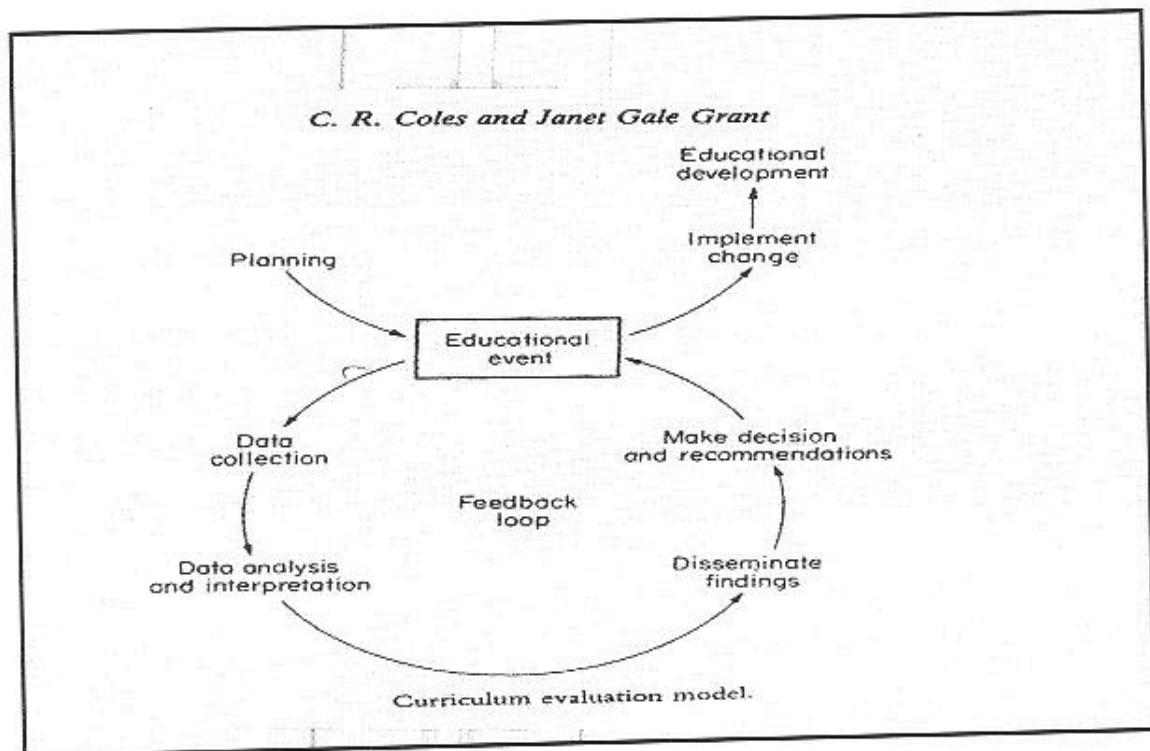 C. R. Coles and Janet Gale Grant
Educational
development
Implement
change
Planning
Educational
event
Data
collection
Make decision
and recommendations
Feedback
loop
Data analysis
and interpretation
Disseminate
findings
Curriculum evaluation model.